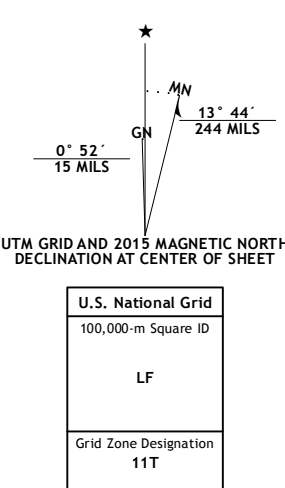 ★
MN
GN
13° 44´
244 MILS
0° 52´
15 MILS
UTM GRID AND 2015 MAGNETIC NORTH
DECLINATION AT CENTER OF SHEET
U.S. National Grid
100,000-m Square ID
LF
Grid Zone Designation
11T